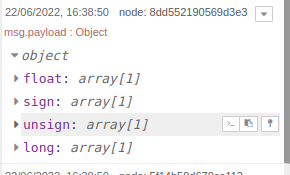 22/06/2022, 16:38:50 node: 8dd552190569d3e3
msg.payload : Object
object
float: array[1]
sign: array[1]
unsign: array[1]
long: array[1]